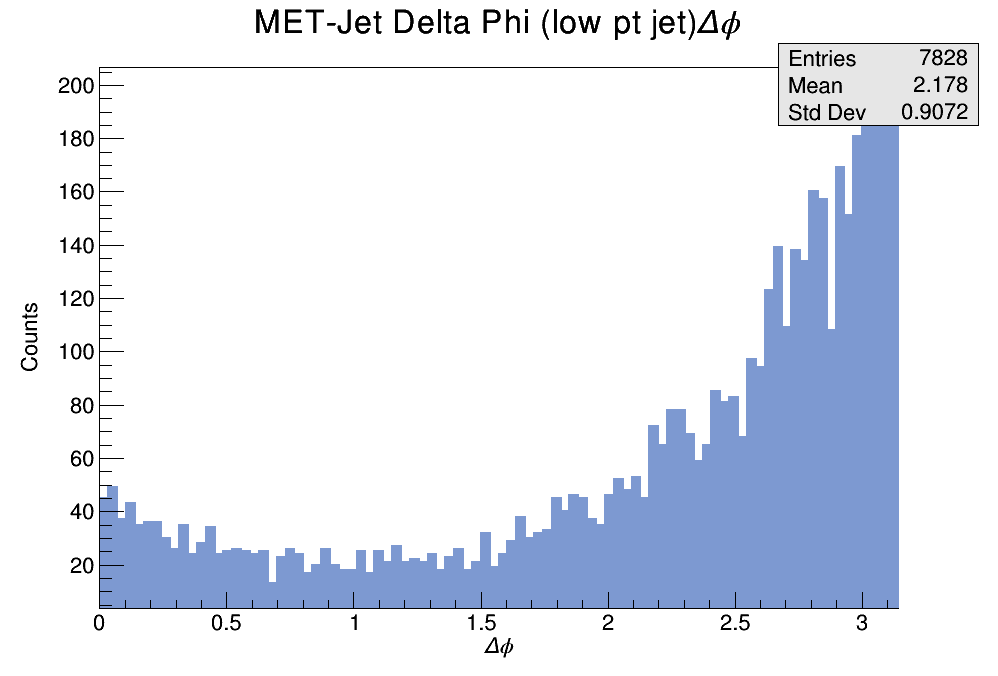 MET-Jet Delta Phi (low pt jet)Δϕ
Entries 7828
Mean 2.178
Std Dev 0.9072
200
180
160
140
120
100
80
60
40
20
Counts
0 0.5 1 1.5 2 2.5 3
Δϕ